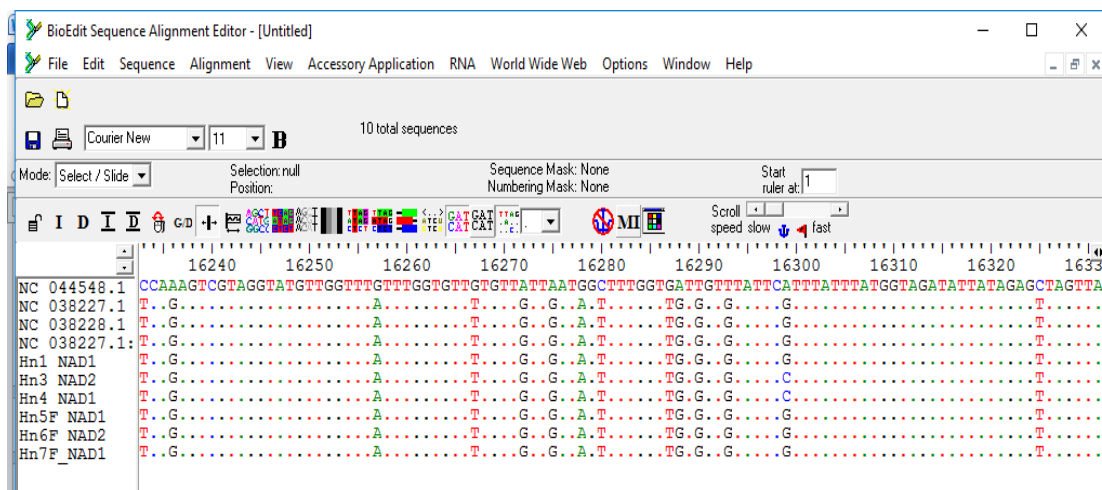 BioEdit Sequence Alignment Editor - [Untitled]
File Edit Sequence Alignment View Accessory Application RNA World Wide Web Options Window Help
Courier New 11 B 10 total sequences
Mode: Select / Slide Selection: null Sequence Mask: None Start
Position: Numbering Mask: None ruler at: 1
I D I D G/D MI Scroll
speed slow fast
16240 16250 16260 16270 16280 16290 16300 16310 16320 1633
NC 044548.1 CCAAAGTCGTAGGTATGTTGGTTTGTTTGGTGTTGTGTTATTAATGGCTTTGGTGATTGTTTATTCATTTATTTATGGTAGATATTATAGAGCTAGTTA
NC 038227.1 T..G....................A.........T....G..G..A.T......TG.G..G.....G.........................T......
NC 038228.1 T..G....................A.........T....G..G..A.T......TG.G..G.....G.........................T......
NC 038227.1: T..G....................A.........T....G..G..A.T......TG.G..G.....G.........................T......
Hn1 NAD1 T..G....................A.........T....G..G..A.T......TG.G..G.....G.........................T......
Hn3 NAD2 T..G....................A.........T....G..G..A.T......TG.G..G.....C.........................T......
Hn4 NAD1 T..G....................A.........T....G..G..A.T......TG.G..G.....C.........................T......
Hn5F NAD1 T..G....................A.........T....G..G..A.T......TG.G..G.....G.........................T......
Hn6F NAD2 T..G....................A.........T....G..G..A.T......TG.G..G.....G.........................T......
Hn7F_NAD1 T..G....................A.........T....G..G..A.T......TG.G..G.....G.........................T......